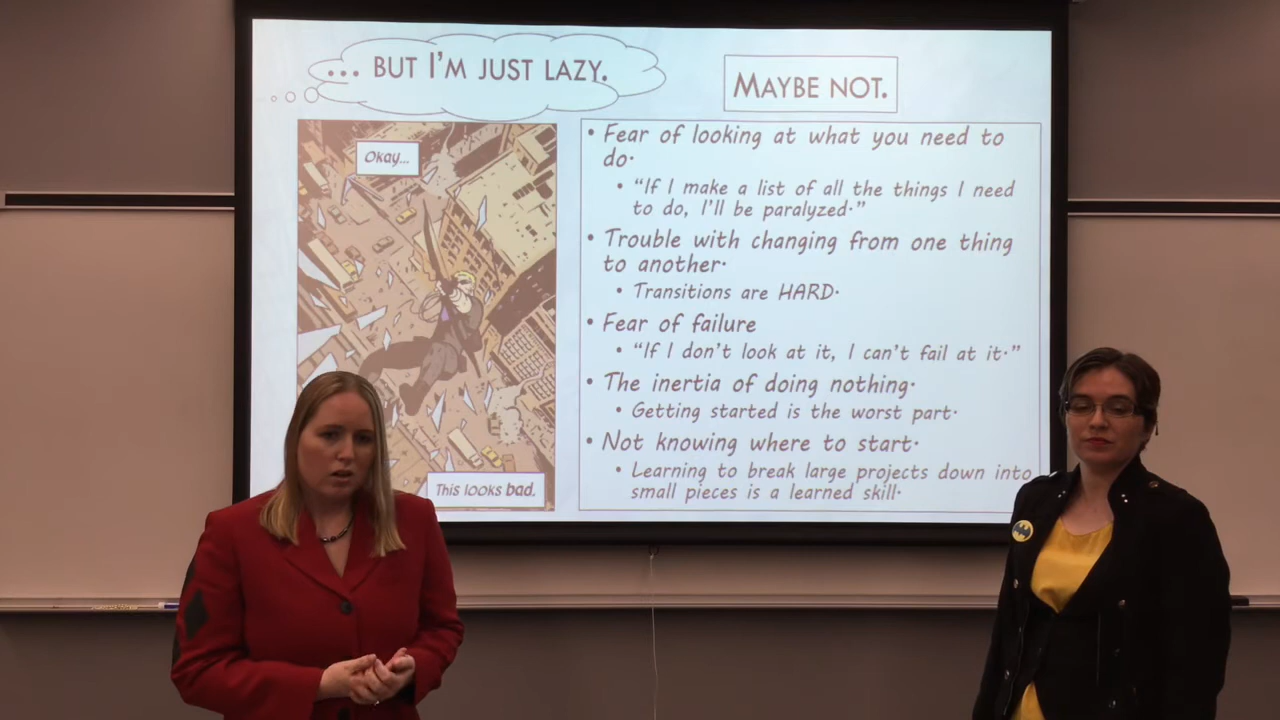 ... BUT I'M JUST LAZY.
MAYBE NOT.
Okay...
This looks bad.
• Fear of looking at what you need to
do.
• "If I make a list of all the things I need
to do, I'll be paralyzed."
• Trouble with changing from one thing
to another.
• Transitions are HARD.
• Fear of failure
• "If I don't look at it, I can't fail at it."
• The inertia of doing nothing.
• Getting started is the worst part.
• Not knowing where to start.
• Learning to break large projects down into
small pieces is a learned skill.